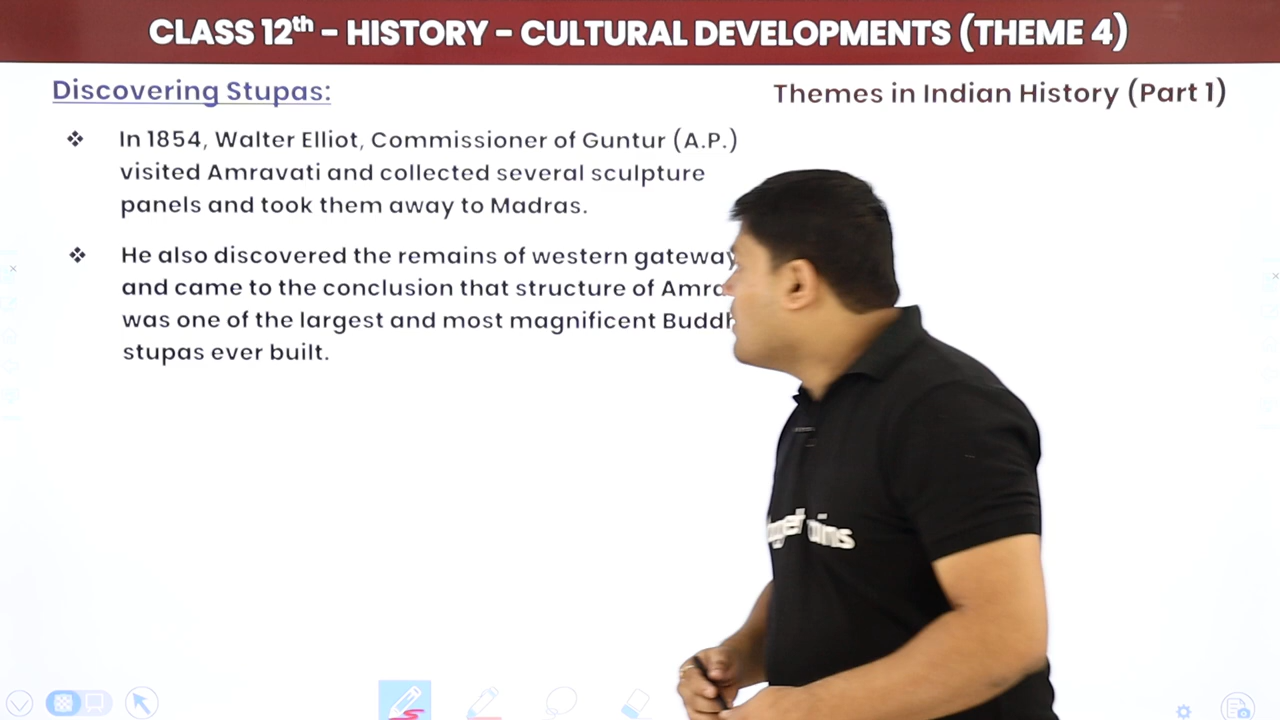 CLASS 12th – HISTORY – CULTURAL DEVELOPMENTS (THEME 4)
Discovering Stupas:
Themes in Indian History (Part 1)
❖ In 1854, Walter Elliot, Commissioner of Guntur (A.P.)
visited Amravati and collected several sculpture
panels and took them away to Madras.
❖ He also discovered the remains of western gateway
and came to the conclusion that structure of
was one of the largest and most magnificent
stupas ever built.